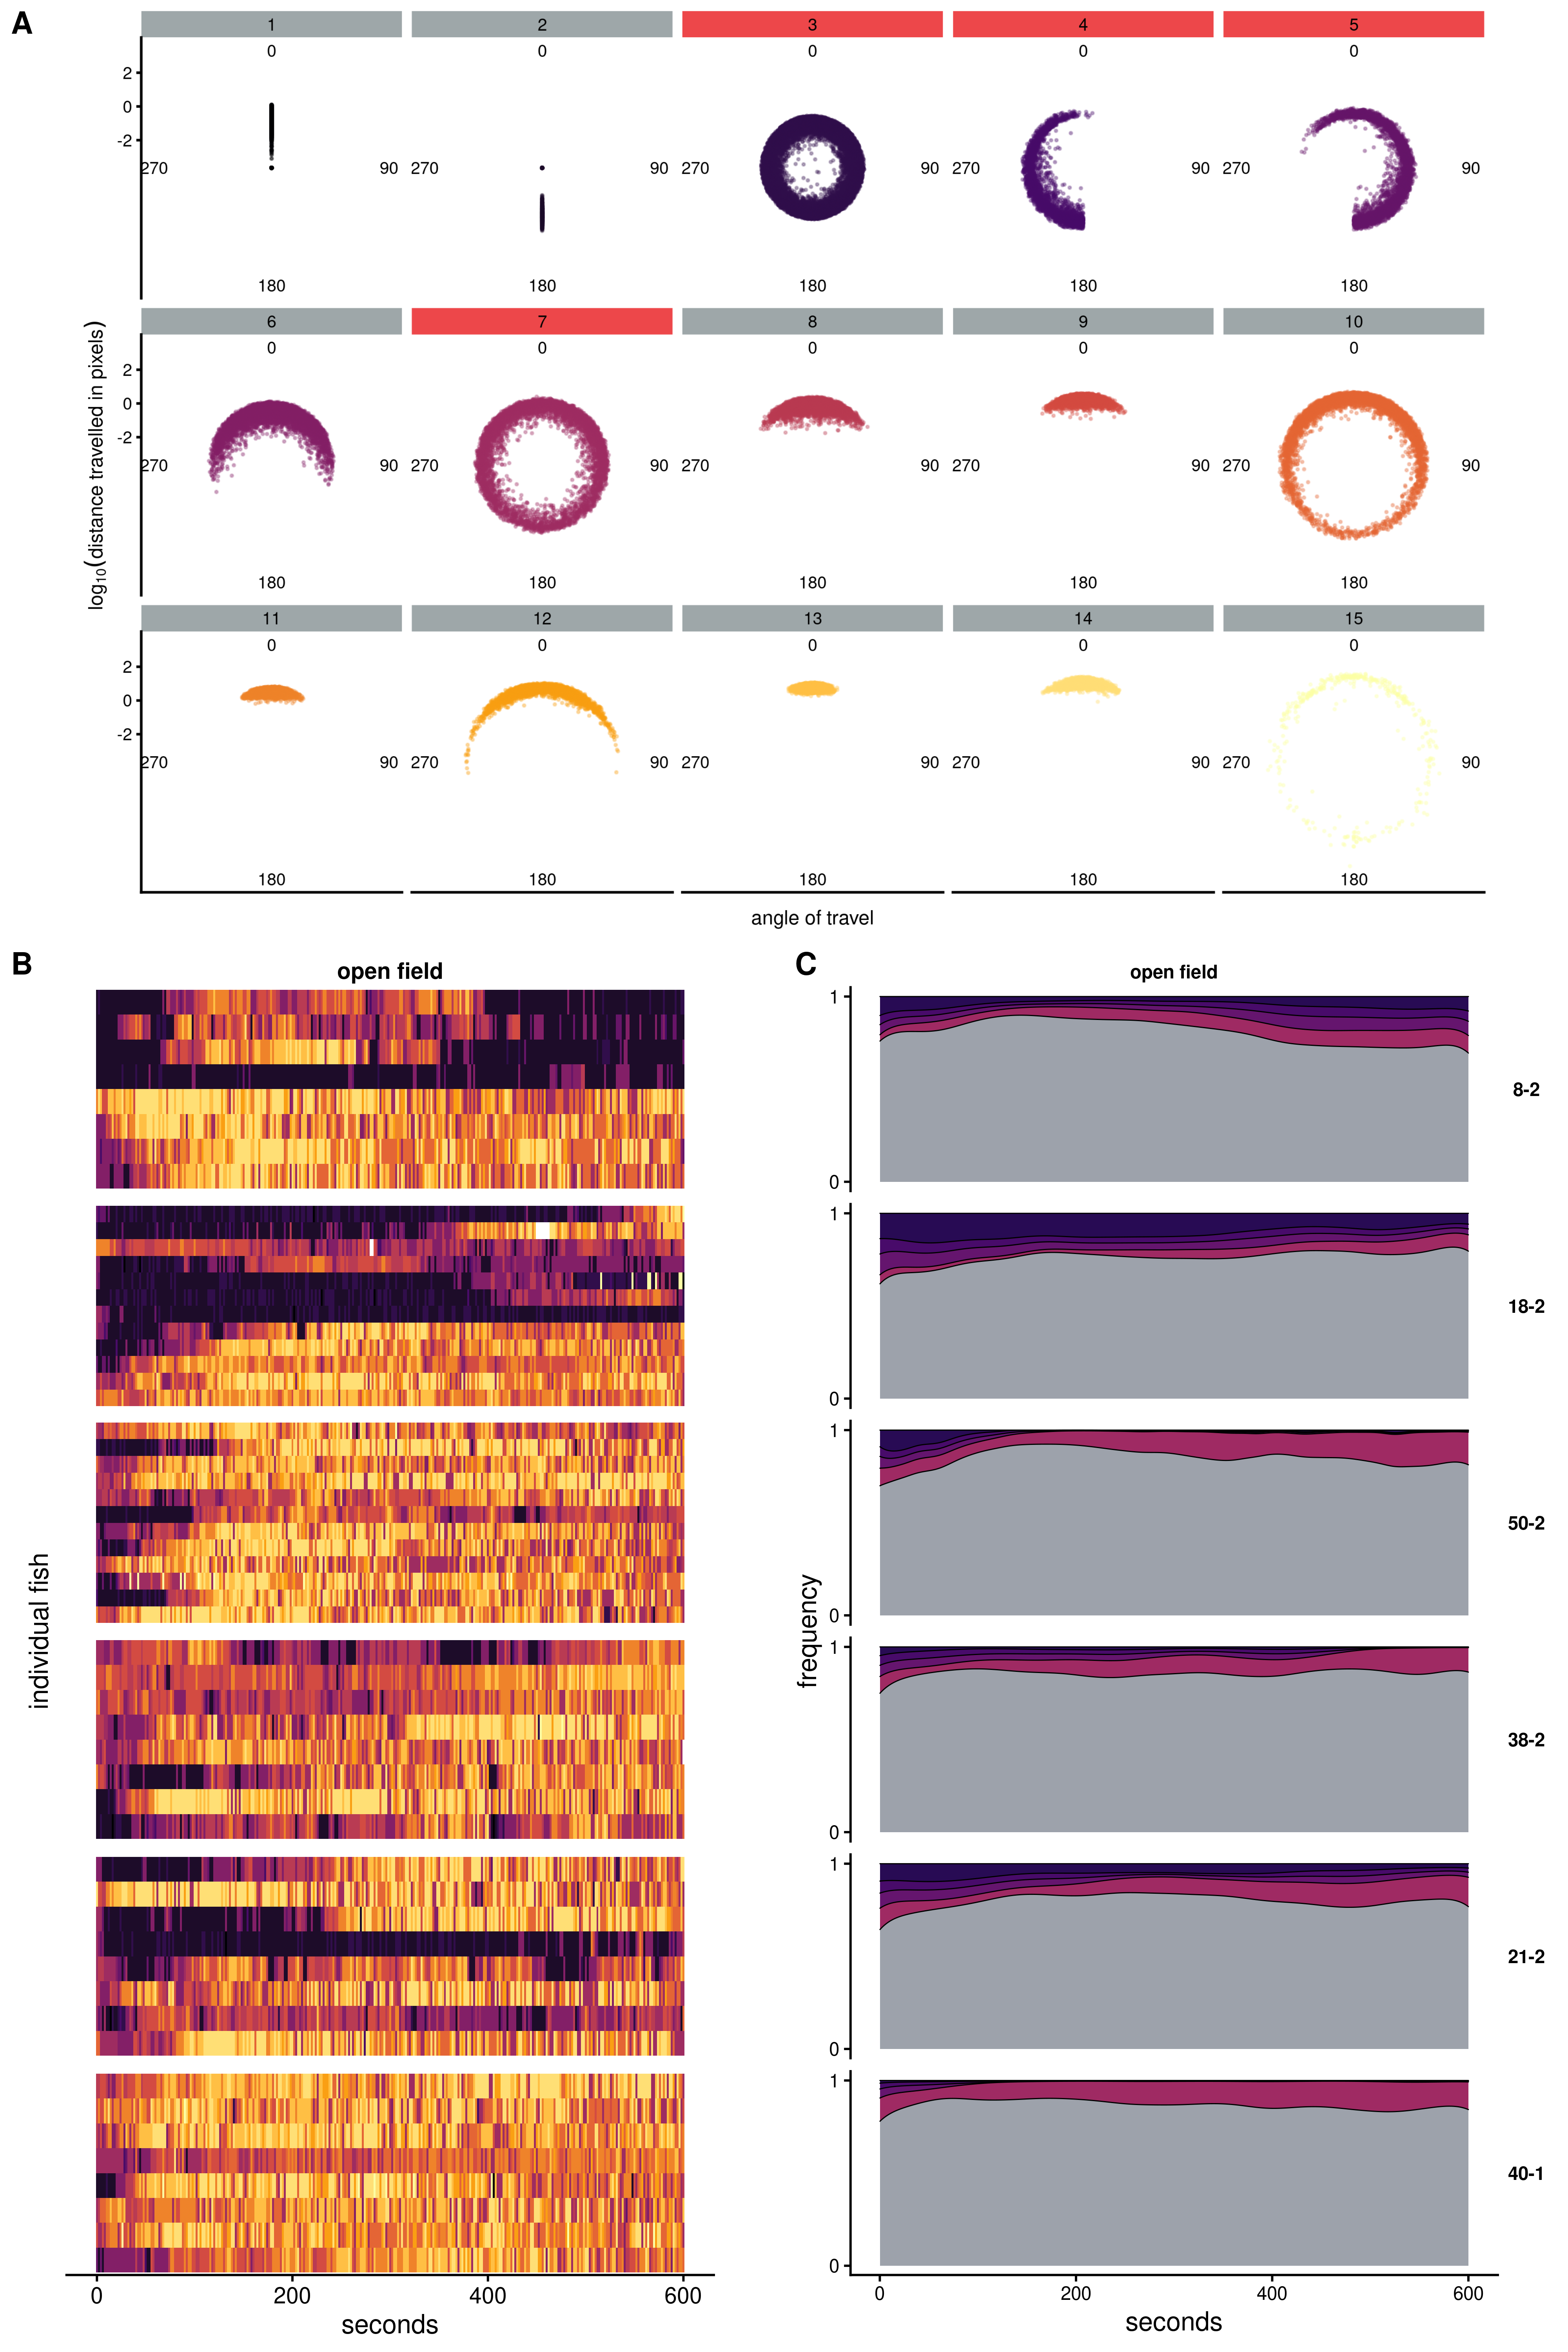 A
1 2 3 4 5
0 0 0 0 0
2
0
-2
270 90 270 90 270 90 270 90 270 90
180 180 180 180 180
6 7 8 9 10
0 0 0 0 0
2
0
-2
270 90 270 90 270 90 270 90 270 90
180 180 180 180 180
11 12 13 14 15
0 0 0 0 0
2
0
-2
270 90 270 90 270 90 270 90 270 90
180 180 180 180 180
log₁₀(distance travelled in pixels)
angle of travel
B
open field
individual fish
0 200 400 600
seconds
C
open field
frequency
1
0
8-2
1
0
18-2
1
0
50-2
1
0
38-2
1
0
21-2
1
0
40-1
0 200 400 600
seconds